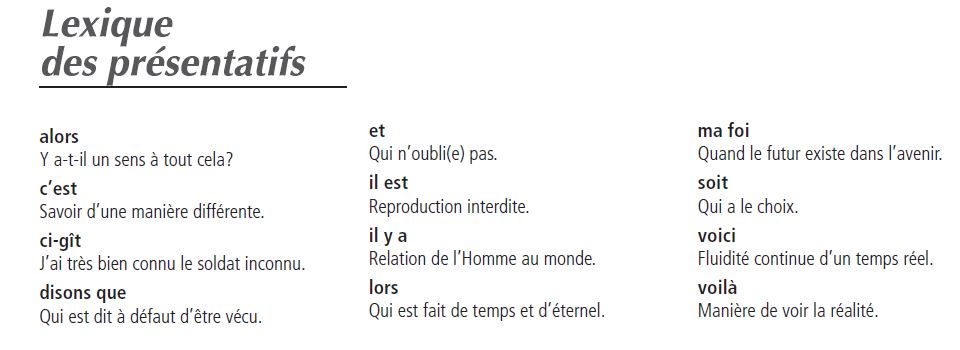 Lexique
des présentatifs
alors
Y a-t-il un sens à tout cela?
c’est
Savoir d’une manière différente.
ci-gît
J’ai très bien connu le soldat inconnu.
disons que
Qui est dit à défaut d’être vécu.
et
Qui n’oubli(e) pas.
il est
Reproduction interdite.
il y a
Relation de l’Homme au monde.
lors
Qui est fait de temps et d’éternel.
ma foi
Quand le futur existe dans l’avenir.
soit
Qui a le choix.
voici
Fluidité continue d’un temps réel.
voilà
Manière de voir la réalité.